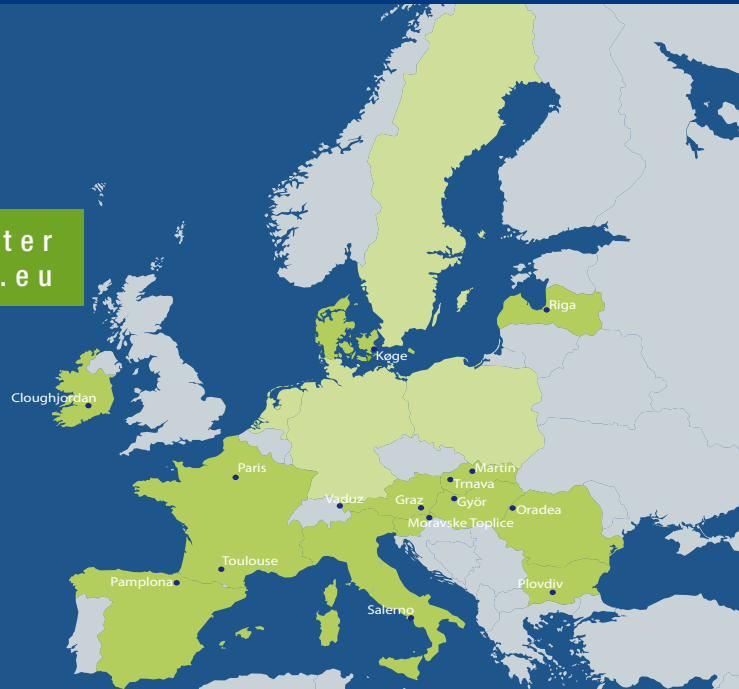 ter
.eu
Riga
Køge
Cloughjordan
Paris
Martin
Trnava
Vaduz
Graz
Györ
Oradea
Moravske Toplice
Toulouse
Pamplona
Plovdiv
Salerno